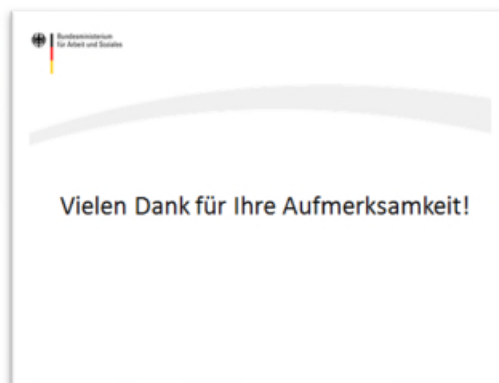 Bundesministerium
für Arbeit und Soziales
Vielen Dank für Ihre Aufmerksamkeit!